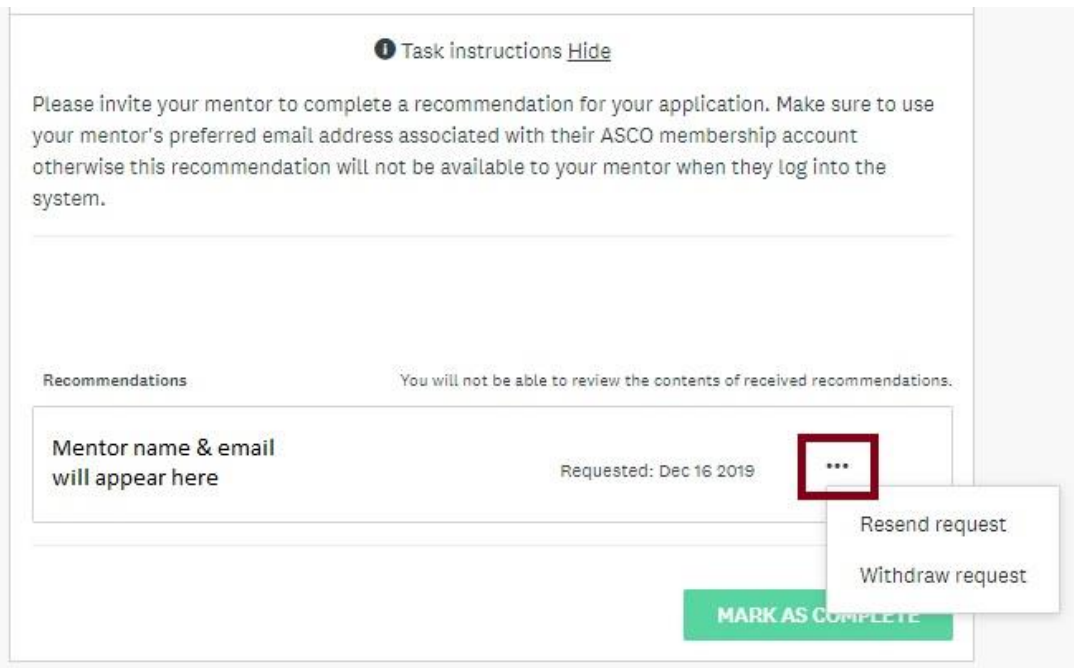 Task instructions Hide
Please invite your mentor to complete a recommendation for your application. Make sure to use
your mentor's preferred email address associated with their ASCO membership account
otherwise this recommendation will not be available to your mentor when they log into the
system.
Recommendations You will not be able to review the contents of received recommendations.
Mentor name & email
will appear here
Requested: Dec 16 2019 •••
Resend request
Withdraw request
MARK AS COMPLETE